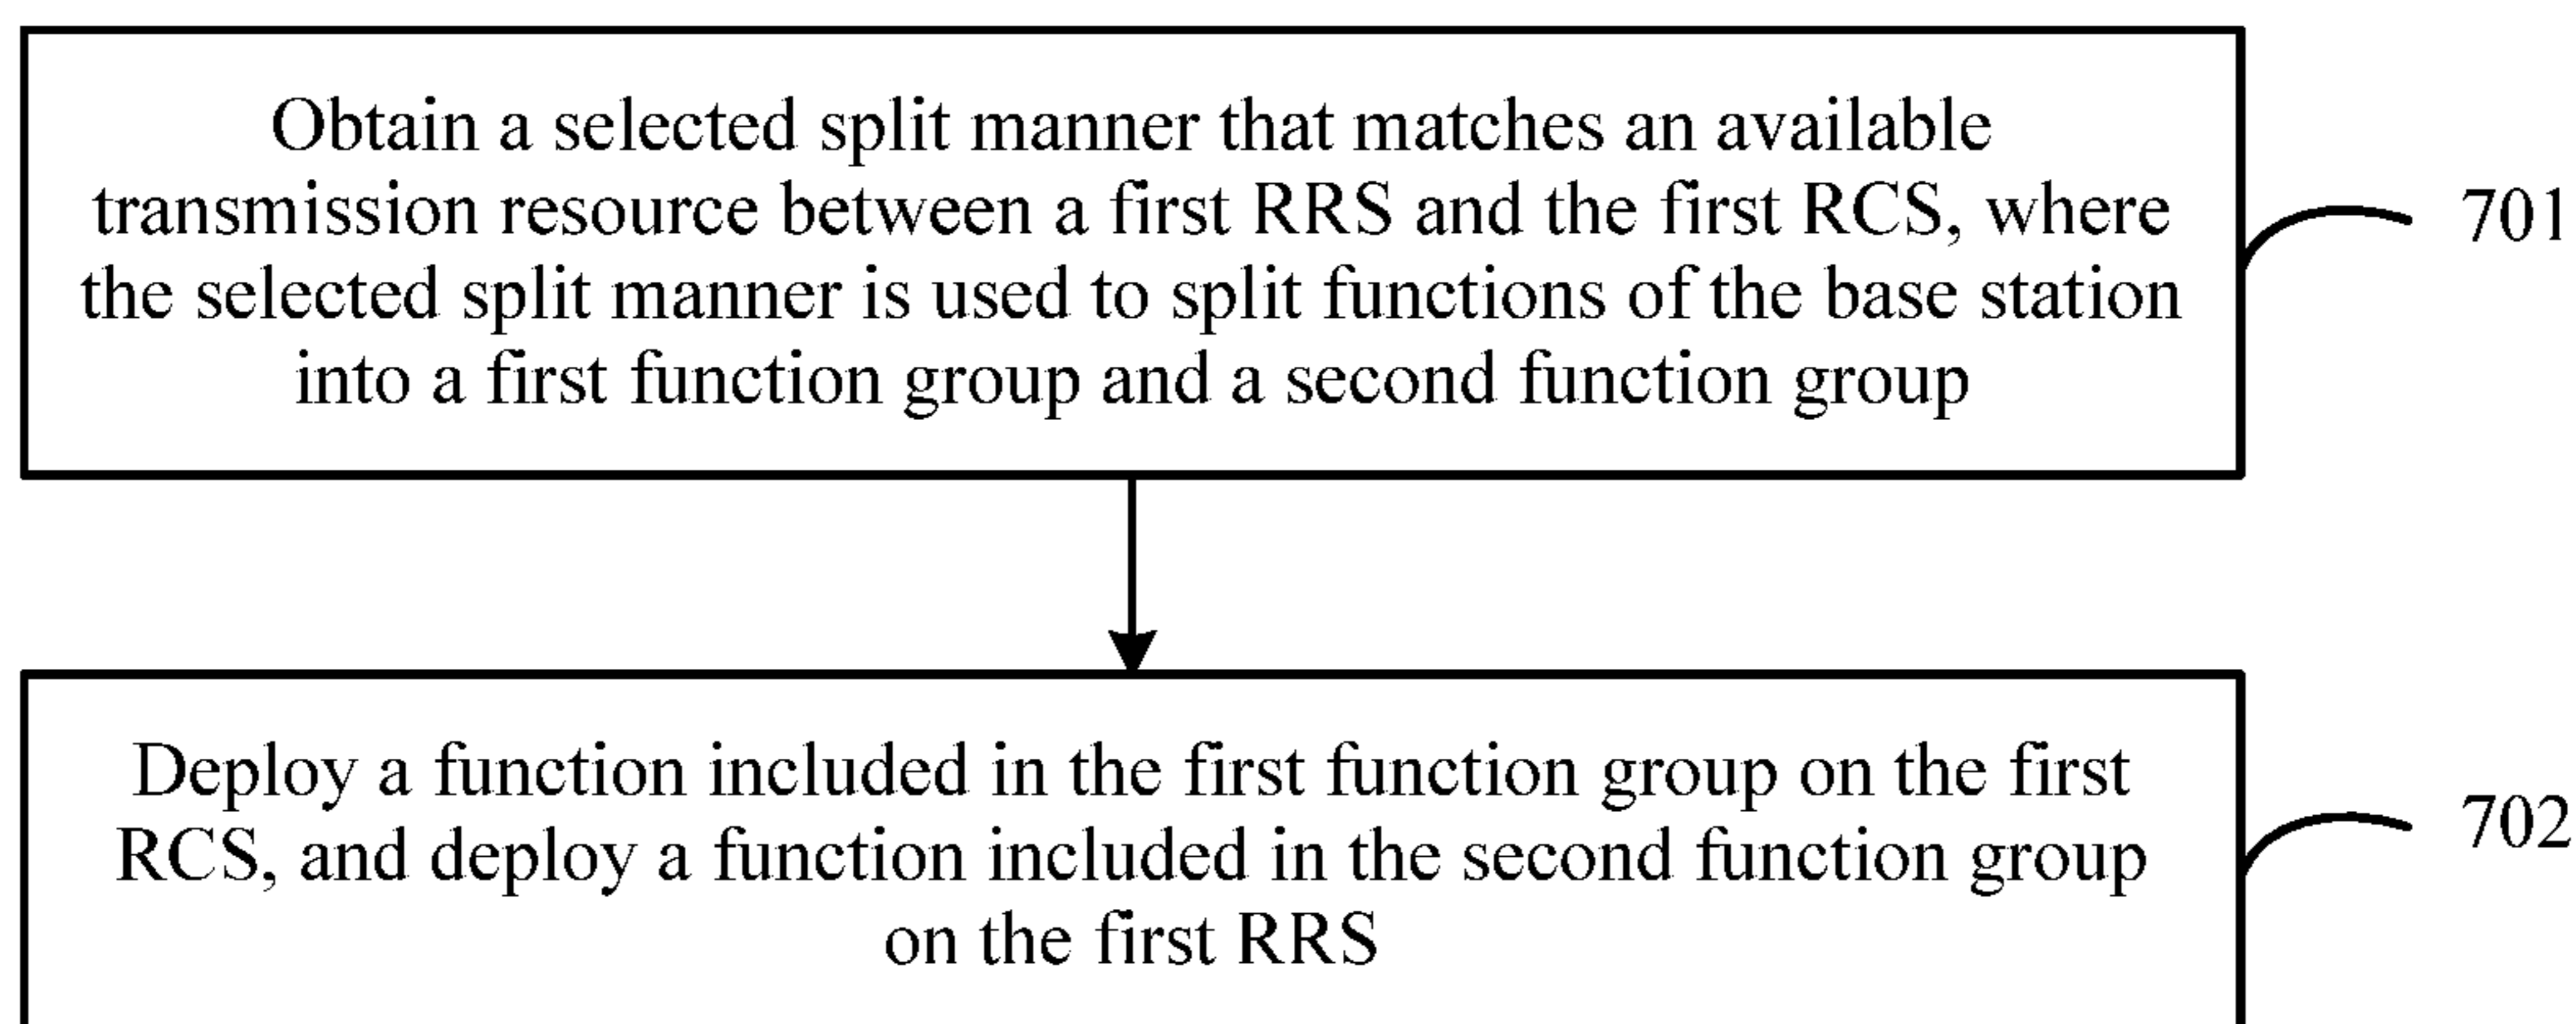 Obtain a selected split manner that matches an available
transmission resource between a first RRS and the first RCS, where
the selected split manner is used to split functions of the base station
into a first function group and a second function group
701
Deploy a function included in the first function group on the first
RCS, and deploy a function included in the second function group
on the first RRS
702